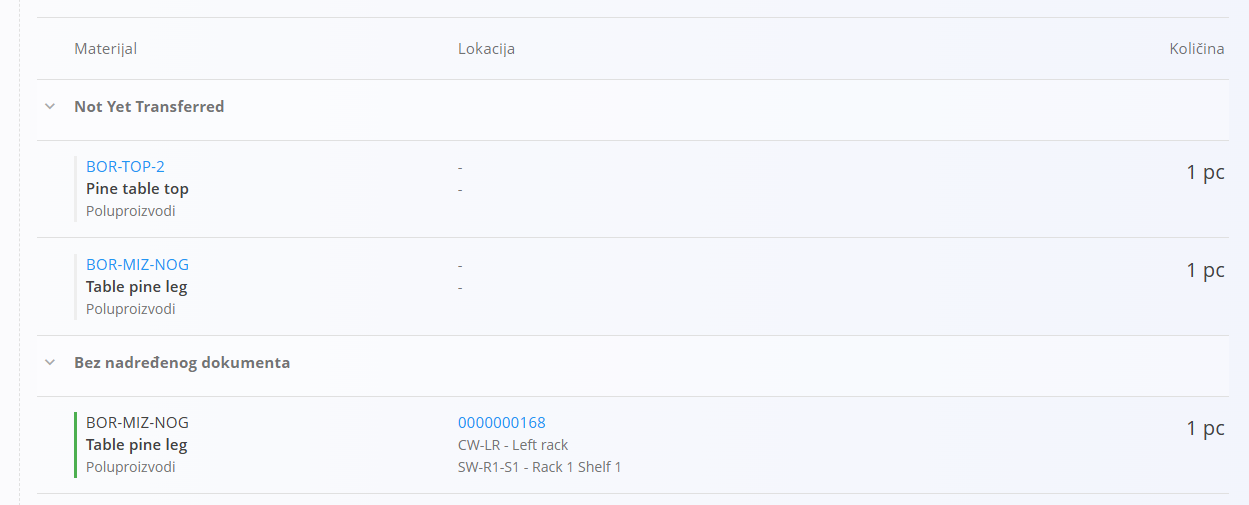 Materijal Lokacija Količina
Not Yet Transferred
BOR-TOP-2 - 1 pc
Pine table top -
Poluproizvodi
BOR-MIZ-NOG - 1 pc
Table pine leg -
Poluproizvodi
Bez nadređenog dokumenta
BOR-MIZ-NOG 0000000168 1 pc
Table pine leg CW-LR - Left rack
Poluproizvodi SW-R1-S1 - Rack 1 Shelf 1